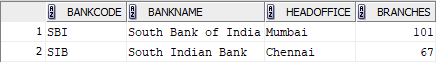 BANKCODE BANKNAME HEADOFFICE BRANCHES
1 SBI South Bank of India Mumbai 101
2 SIB South Indian Bank Chennai 67